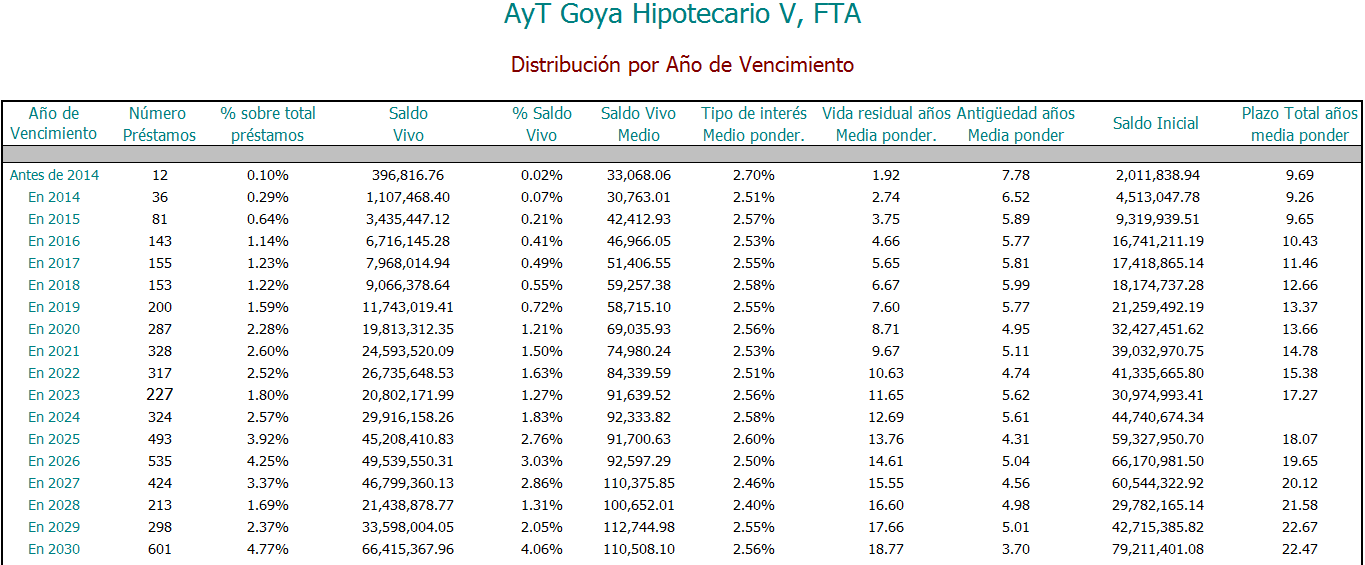 AyT Goya Hipotecario V, FTA
Distribución por Año de Vencimiento
Año de Número % sobre total Saldo % Saldo Saldo Vivo Tipo de interés Vida residual años Antigüedad años Saldo Inicial Plazo Total años
Vencimiento Préstamos préstamos Vivo Vivo Medio Medio ponder. Media ponder. Media ponder media ponder
Antes de 2014 12 0.10% 396,816.76 0.02% 33,068.06 2.70% 1.92 7.78 2,011,838.94 9.69
En 2014 36 0.29% 1,107,468.40 0.07% 30,763.01 2.51% 2.74 6.52 4,513,047.78 9.26
En 2015 81 0.64% 3,435,447.12 0.21% 42,412.93 2.57% 3.75 5.89 9,319,939.51 9.65
En 2016 143 1.14% 6,716,145.28 0.41% 46,966.05 2.53% 4.66 5.77 16,741,211.19 10.43
En 2017 155 1.23% 7,968,014.94 0.49% 51,406.55 2.55% 5.65 5.81 17,418,865.14 11.46
En 2018 153 1.22% 9,066,378.64 0.55% 59,257.38 2.58% 6.67 5.99 18,174,737.28 12.66
En 2019 200 1.59% 11,743,019.41 0.72% 58,715.10 2.55% 7.60 5.77 21,259,492.19 13.37
En 2020 287 2.28% 19,813,312.35 1.21% 69,035.93 2.56% 8.71 4.95 32,427,451.62 13.66
En 2021 328 2.60% 24,593,520.09 1.50% 74,980.24 2.53% 9.67 5.11 39,032,970.75 14.78
En 2022 317 2.52% 26,735,648.53 1.63% 84,339.59 2.51% 10.63 4.74 41,335,665.80 15.38
En 2023 227 1.80% 20,802,171.99 1.27% 91,639.52 2.56% 11.65 5.62 30,974,993.41 17.27
En 2024 324 2.57% 29,916,158.26 1.83% 92,333.82 2.58% 12.69 5.61 44,740,674.34
En 2025 493 3.92% 45,208,410.83 2.76% 91,700.63 2.60% 13.76 4.31 59,327,950.70 18.07
En 2026 535 4.25% 49,539,550.31 3.03% 92,597.29 2.50% 14.61 5.04 66,170,981.50 19.65
En 2027 424 3.37% 46,799,360.13 2.86% 110,375.85 2.46% 15.55 4.56 60,544,322.92 20.12
En 2028 213 1.69% 21,438,878.77 1.31% 100,652.01 2.40% 16.60 4.98 29,782,165.14 21.58
En 2029 298 2.37% 33,598,004.05 2.05% 112,744.98 2.55% 17.66 5.01 42,715,385.82 22.67
En 2030 601 4.77% 66,415,367.96 4.06% 110,508.10 2.56% 18.77 3.70 79,211,401.08 22.47